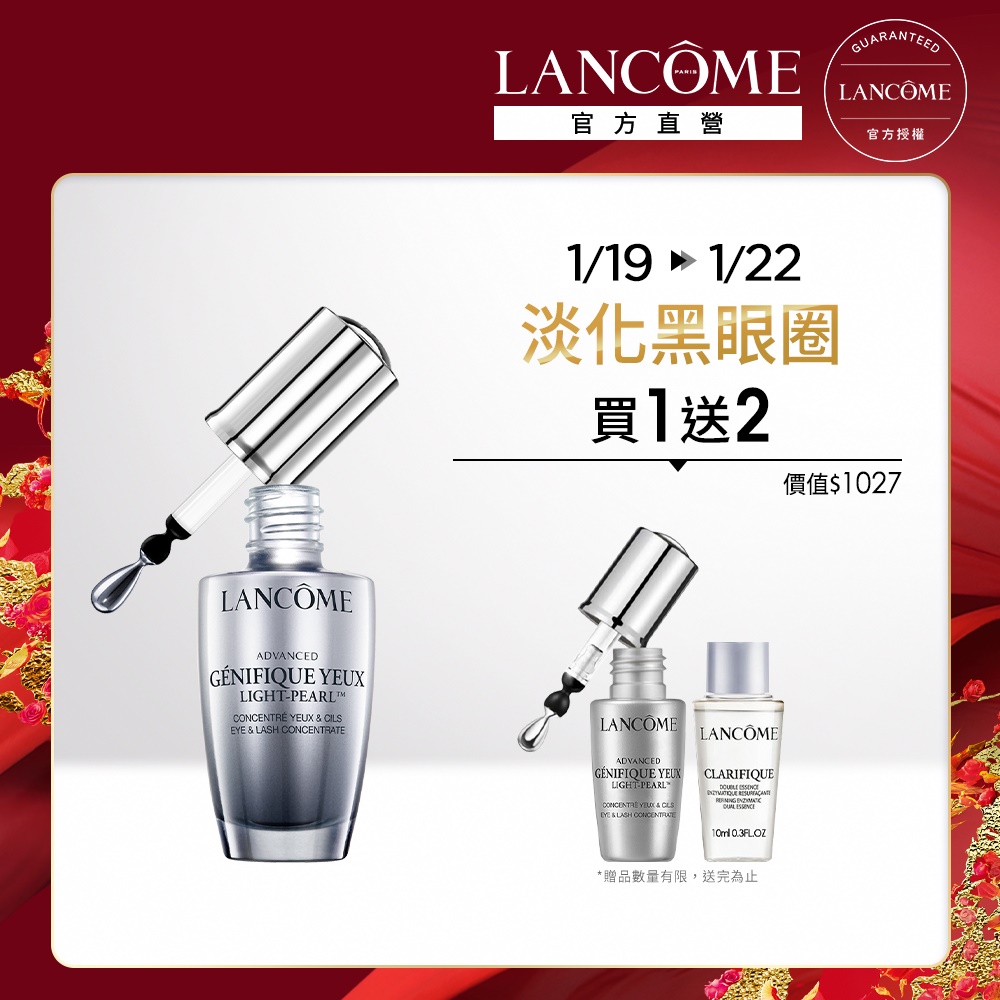 LANCÔME
PARIS
官方直營
GUARANTEED
LANCÔME
官方授權
1/19 ▸ 1/22
淡化黑眼圈
買1送2
價值$1027
LANCÔME
ADVANCED
GÉNIFIQUE YEUX
LIGHT-PEARL™
CONCENTRÉ YEUX & CILS
EYE & LASH CONCENTRATE
LANCÔME
ADVANCED
GÉNIFIQUE YEUX
LIGHT-PEARL™
CONCENTRÉ YEUX & CILS
EYE & LASH CONCENTRATE
LANCÔME
CLARIFIQUE
DOUBLE ESSENCE
ENZYMATIQUE RESURFAÇANTE
REFINING ENZYMATIC
DUAL ESSENCE
10ml 0.3FL.OZ
*贈品數量有限，送完為止